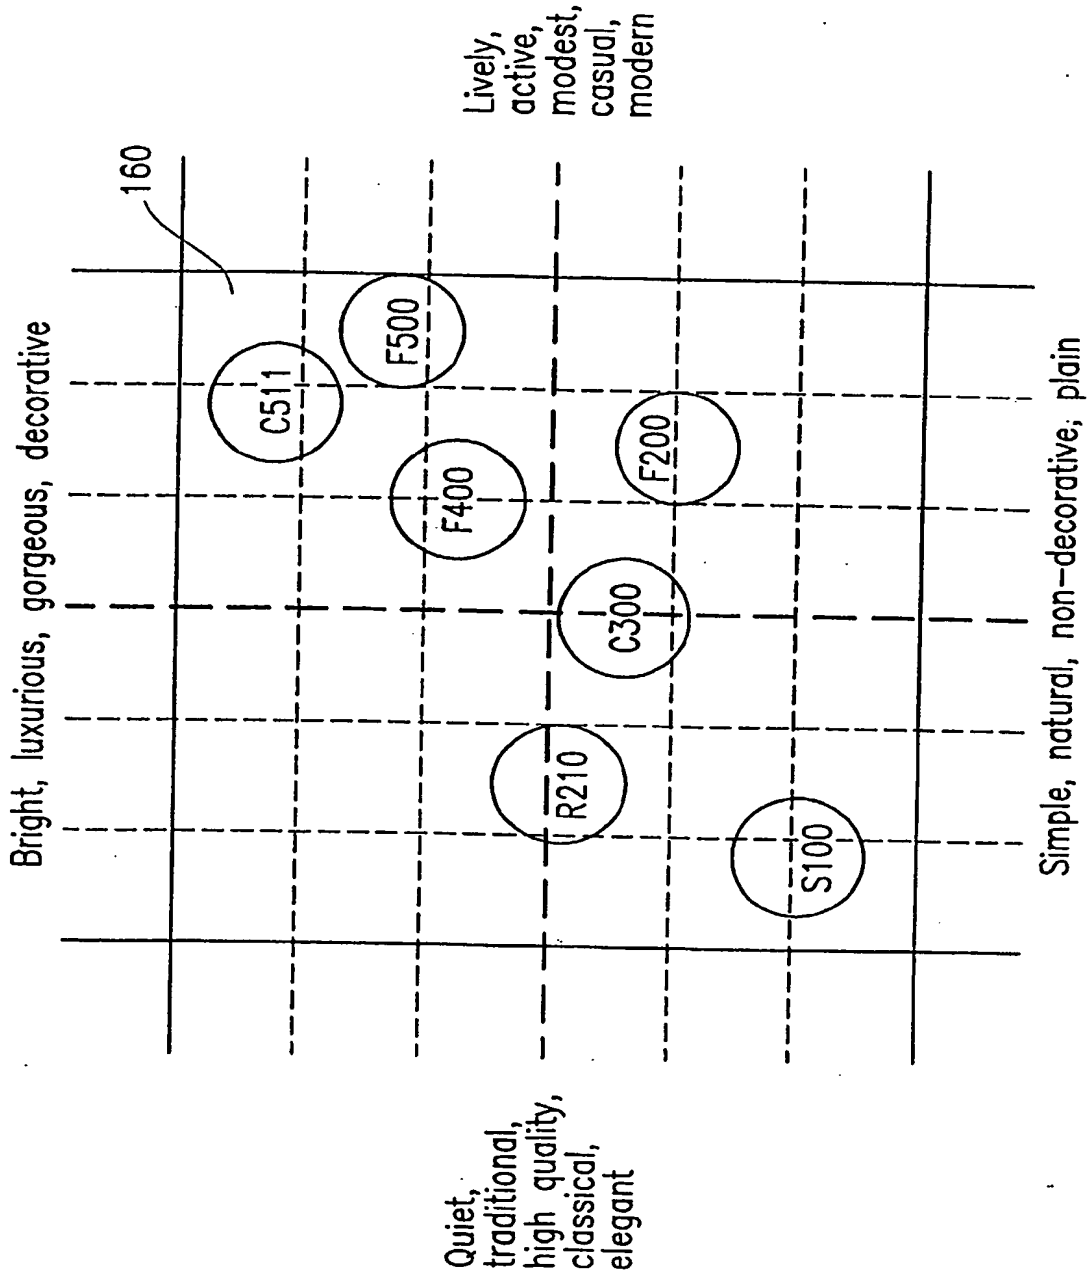 Bright, luxurious, gorgeous, decorative
160
C511
F500
F400
F200
C300
R210
S100
Quiet,
traditional,
high quality,
classical,
elegant
Lively,
active,
modest,
casual,
modern
Simple, natural, non-decorative; plain